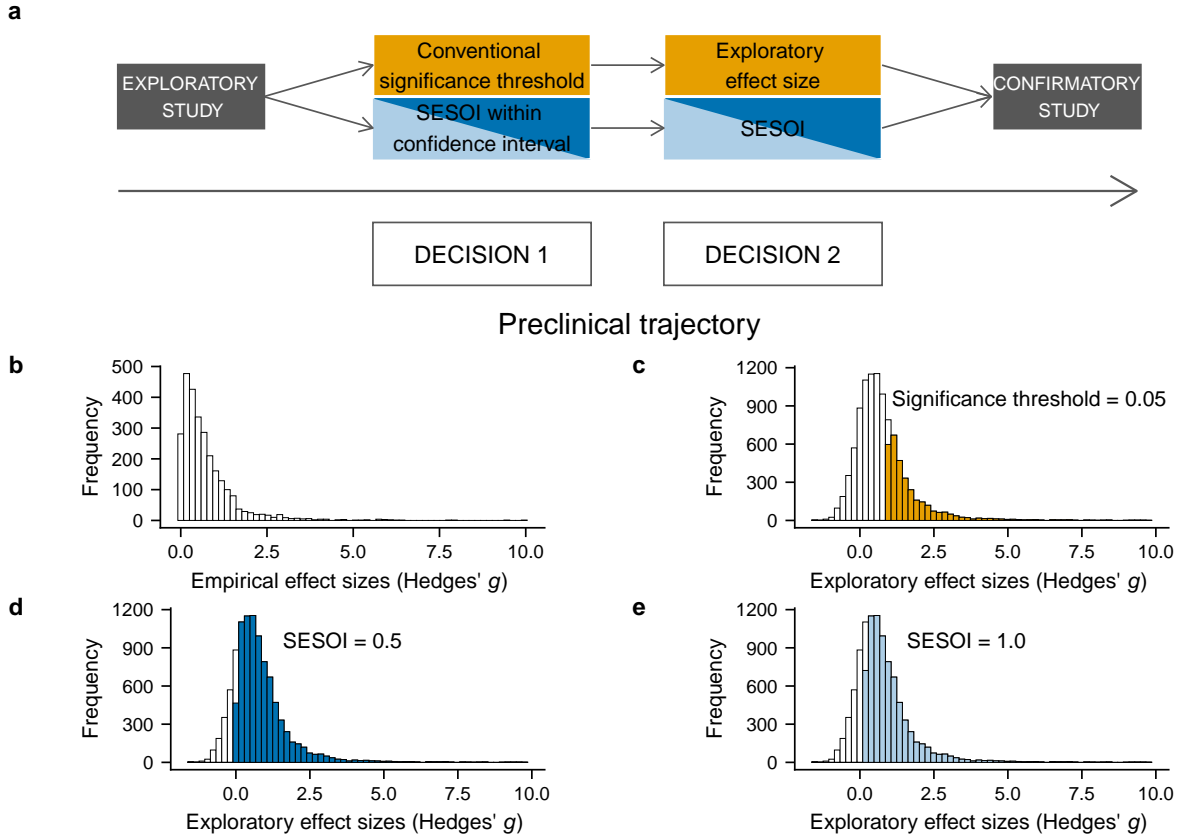 a
EXPLORATORY
STUDY
Conventional
significance threshold
SESOI within
confidence interval
Exploratory
effect size
SESOI
CONFIRMATORY
STUDY
DECISION 1
DECISION 2
Preclinical trajectory
b
Frequency
500
400
300
200
100
0
0.0 2.5 5.0 7.5 10.0
Empirical effect sizes (Hedges' g)
c
Frequency
1200
900
600
300
0
Significance threshold = 0.05
0.0 2.5 5.0 7.5 10.0
Exploratory effect sizes (Hedges' g)
d
Frequency
1200
900
600
300
0
SESOI = 0.5
0.0 2.5 5.0 7.5 10.0
Exploratory effect sizes (Hedges' g)
e
Frequency
1200
900
600
300
0
SESOI = 1.0
0.0 2.5 5.0 7.5 10.0
Exploratory effect sizes (Hedges' g)